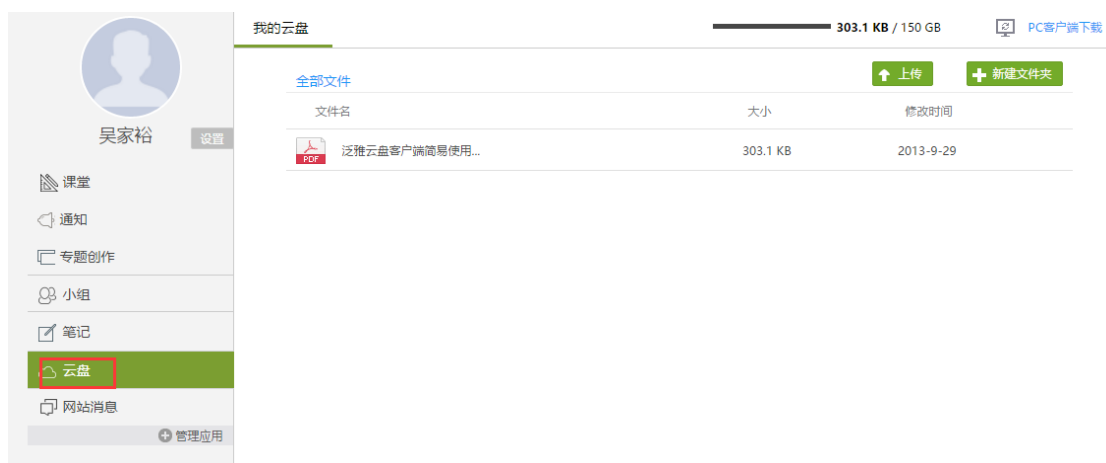 吴家裕
设置
课堂
通知
专题创作
小组
笔记
云盘
网站消息
管理应用
我的云盘
303.1 KB / 150 GB
PC客户端下载
全部文件
上传
新建文件夹
文件名 大小 修改时间
PDF 泛雅云盘客户端简易使用... 303.1 KB 2013-9-29